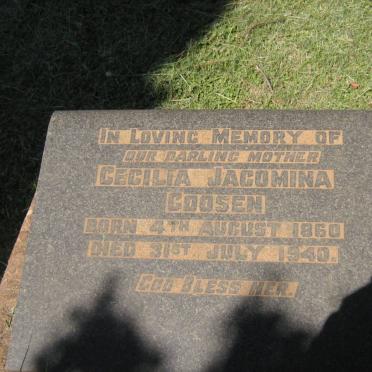 IN LOVING MEMORY OF
OUR DARLING MOTHER
CECILIA JACOMINA
COOSEN
BORN 4TH AUGUST 1860
DIED 31ST JULY 1940.
GOD BLESS HER.